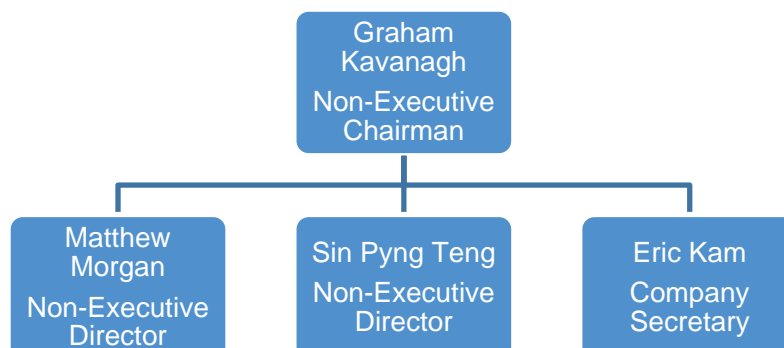 Graham
Kavanagh
Non-Executive
Chairman
Matthew
Morgan
Non-Executive
Director
Sin Pyng Teng
Non-Executive
Director
Eric Kam
Company
Secretary